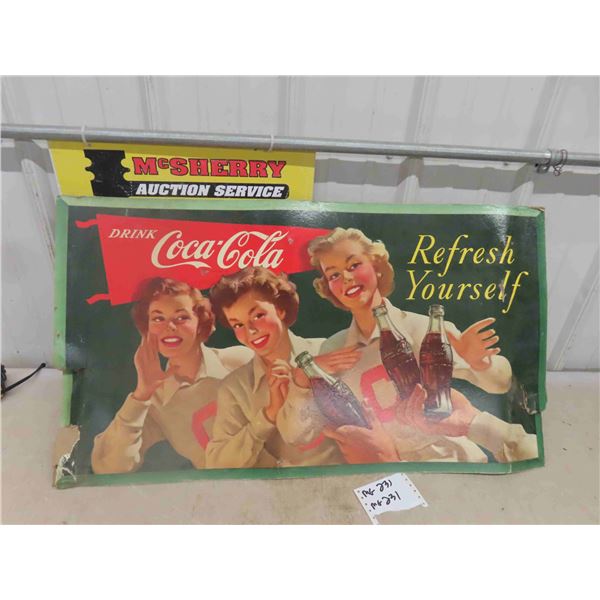 McSHERRY
AUCTION SERVICE
DRINK
Coca-Cola
Refresh
Yourself
C
C